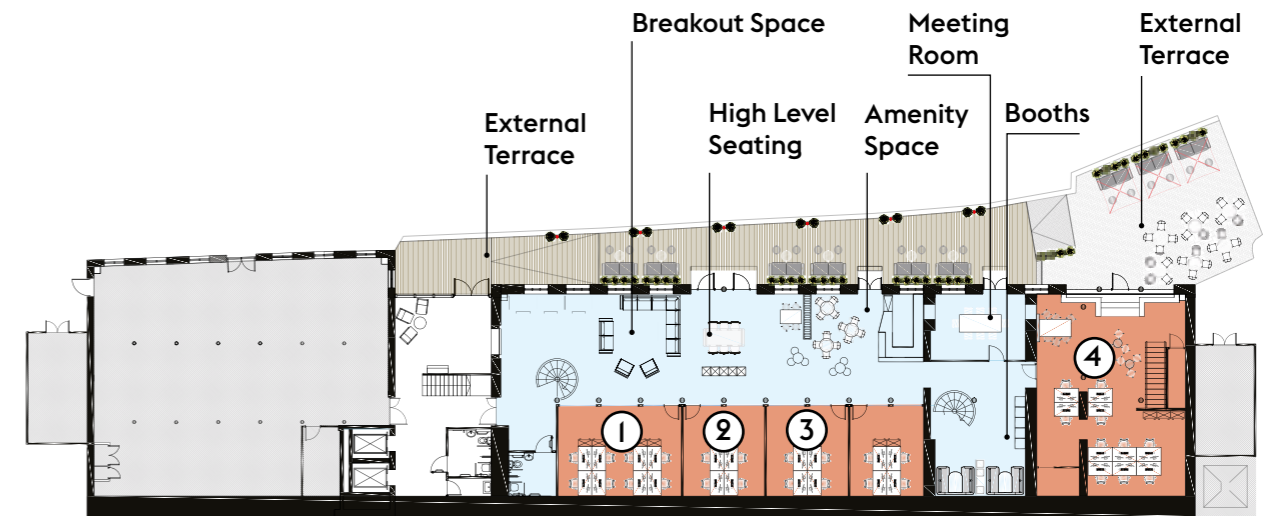 Breakout Space
Meeting
Room
External
Terrace
External
Terrace
High Level
Seating
Amenity
Space
Booths
1
2
3
4